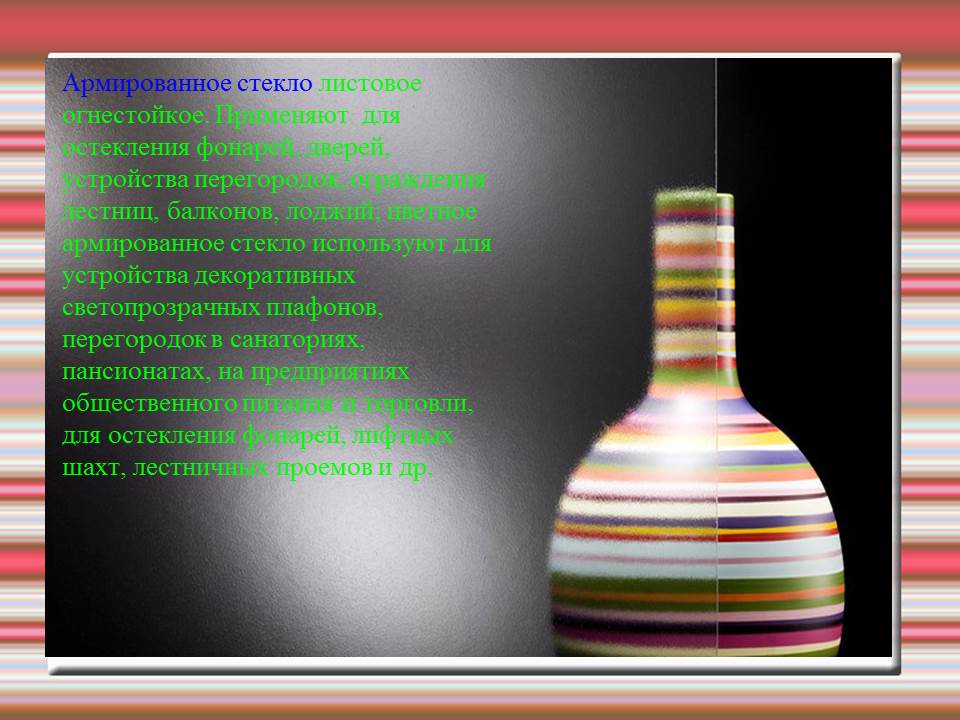 Армированное стекло листовое
огнестойкое. Применяют  для
остекления фонарей, дверей,
устройства перегородок, ограждения
лестниц, балконов, лоджий; цветное
армированное стекло используют для
устройства декоративных
светопрозрачных плафонов,
перегородок в санаториях,
пансионатах, на предприятиях
общественного питания и торговли,
для остекления фонарей, лифтных
шахт, лестничных проемов и др.